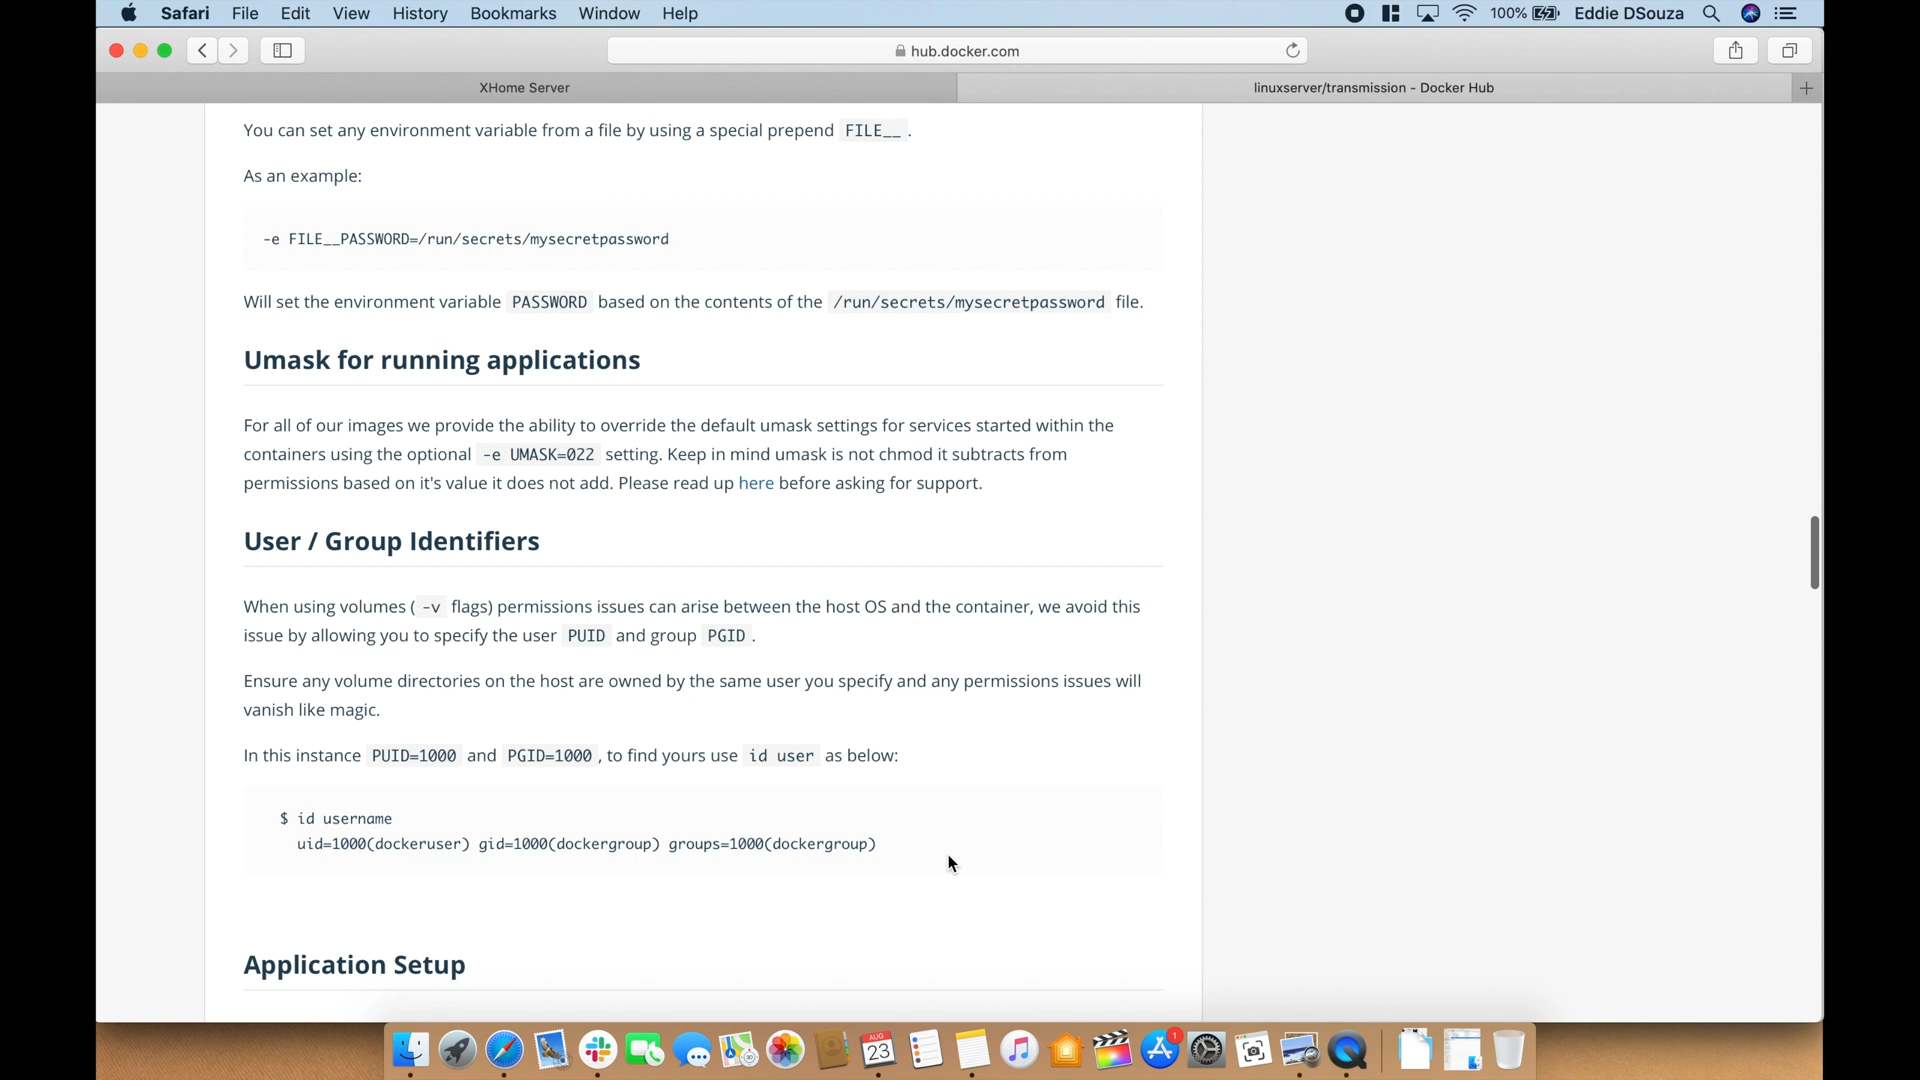 Safari File Edit View History Bookmarks Window Help 100% Eddie DSouza
hub.docker.com
XHome Server linuxserver/transmission - Docker Hub
You can set any environment variable from a file by using a special prepend FILE__ .
As an example:
-e FILE__PASSWORD=/run/secrets/mysecretpassword
Will set the environment variable PASSWORD based on the contents of the /run/secrets/mysecretpassword file.
Umask for running applications
For all of our images we provide the ability to override the default umask settings for services started within the
containers using the optional -e UMASK=022 setting. Keep in mind umask is not chmod it subtracts from
permissions based on it's value it does not add. Please read up here before asking for support.
User / Group Identifiers
When using volumes ( -v flags) permissions issues can arise between the host OS and the container, we avoid this
issue by allowing you to specify the user PUID and group PGID .
Ensure any volume directories on the host are owned by the same user you specify and any permissions issues will
vanish like magic.
In this instance PUID=1000 and PGID=1000 , to find yours use id user as below:
$ id username
uid=1000(dockeruser) gid=1000(dockergroup) groups=1000(dockergroup)
Application Setup
AUG
23
1